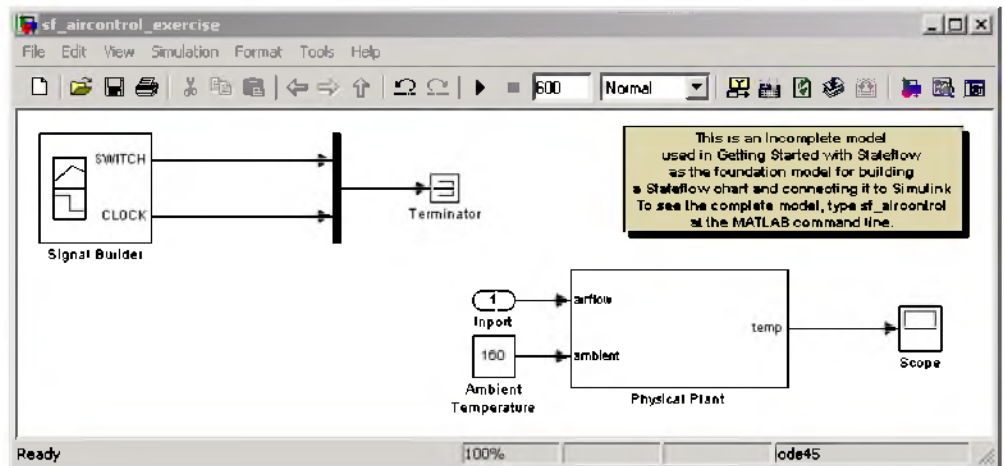 sf_aircontrol_exercise
File Edit View Simulation Format Tools Help
600 Normal
SWITCH
CLOCK
Signal Builder
Terminator
This is an Incomplete model
used in Getting Started with Stateflow
as the foundation model for building
a Stateflow chart and connecting it to Simulink
To see the complete model, type sf_aircontrol
at the MATLAB command line.
1
Inport
airflow
160
ambient
Ambient
Temperature
temp
Physical Plant
Scope
Ready 100% ode45